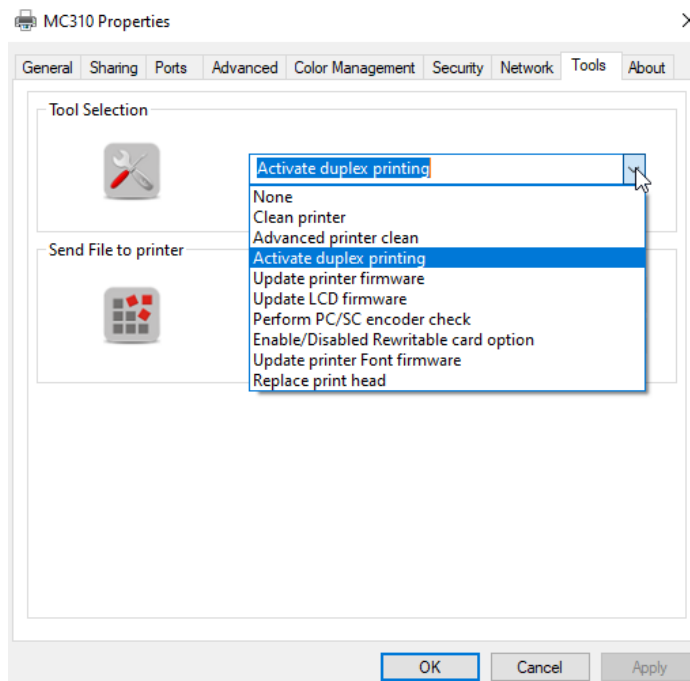 MC310 Properties
General Sharing Ports Advanced Color Management Security Network Tools About
Tool Selection
Activate duplex printing
None
Clean printer
Advanced printer clean
Activate duplex printing
Update printer firmware
Update LCD firmware
Perform PC/SC encoder check
Enable/Disabled Rewritable card option
Update printer Font firmware
Replace print head
Send File to printer
OK Cancel Apply